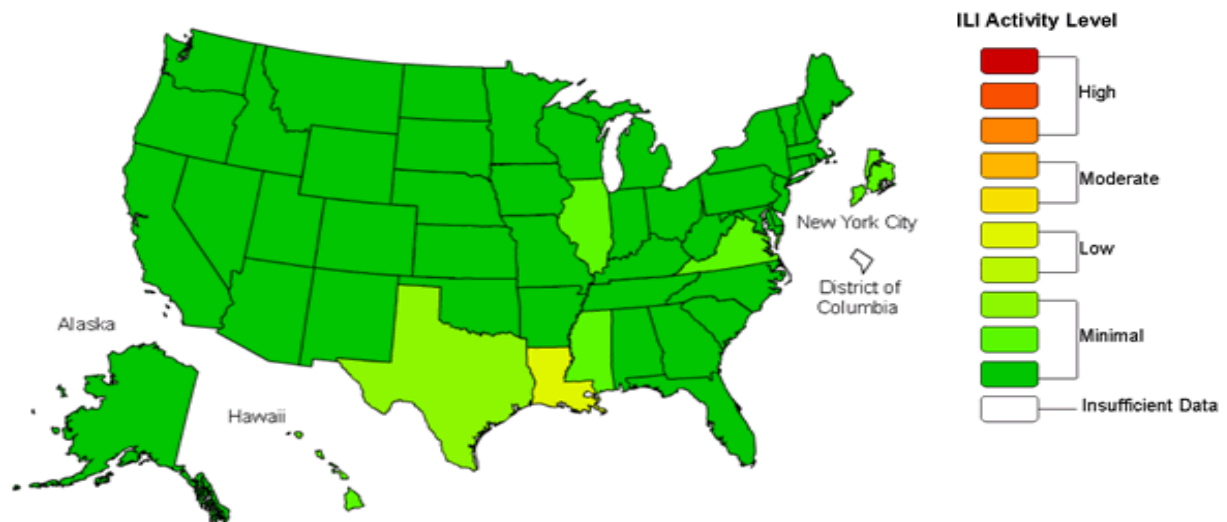 ILI Activity Level
High
Moderate
New York City
Low
District of
Columbia
Alaska
Minimal
Hawaii
Insufficient Data